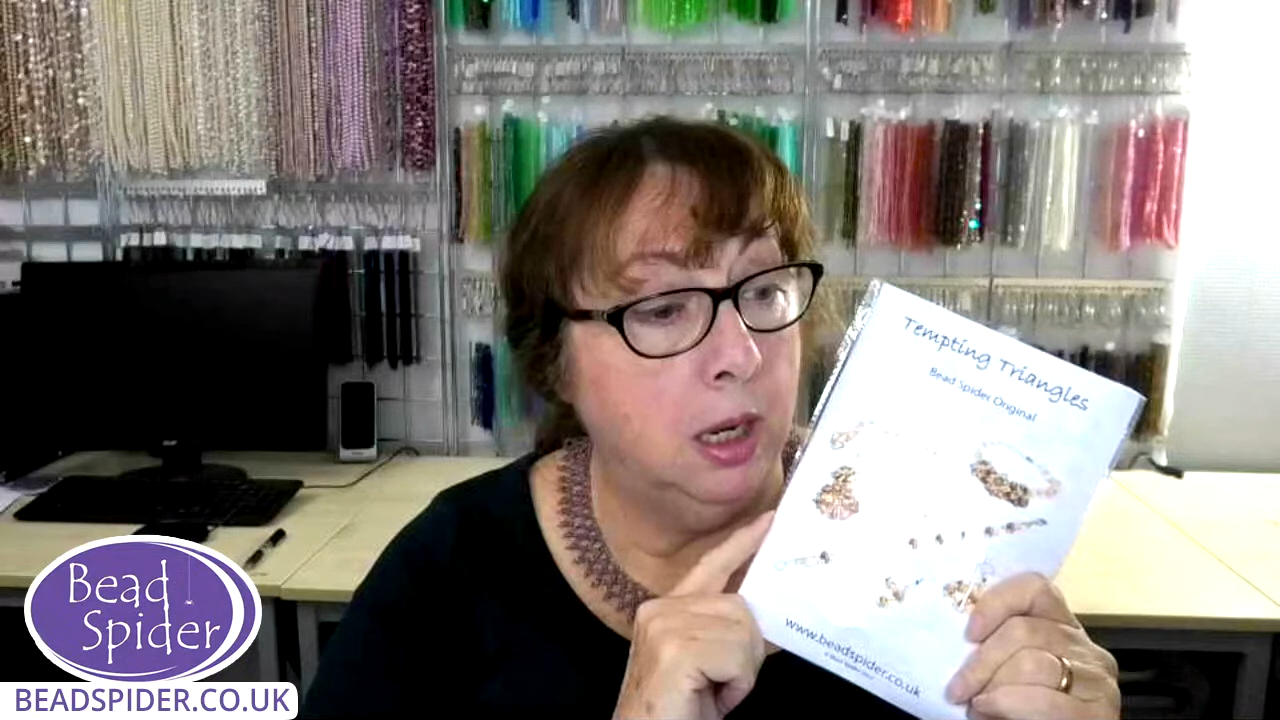 Tempting Triangles
Bead Spider Original
www.beadspider.co.uk
Bead
Spider
BEADSPIDER.CO.UK